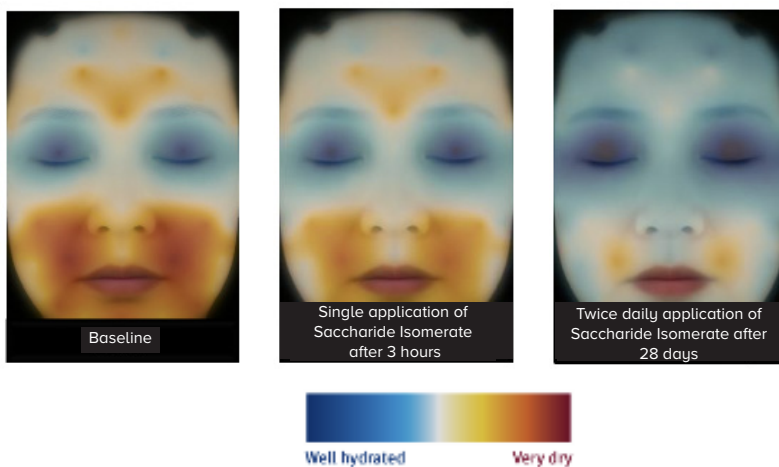 Baseline
Single application of
Saccharide Isomerate
after 3 hours
Twice daily application of
Saccharide Isomerate after
28 days
Well hydrated
Very dry